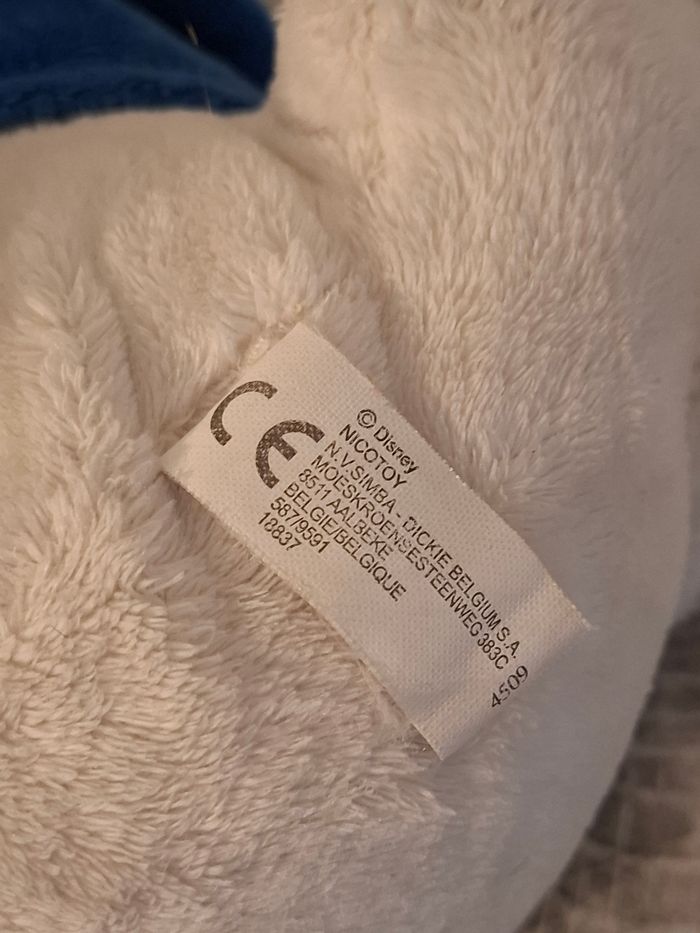 CE
© Disney
NICOTOY
N.V.SIMBA - DICKIE BELGIUM S.A.
MOESKROENSESTEENWEG 383C
8511 AALBEKE
BELGIE/BELGIQUE
587/9591
18837
4509